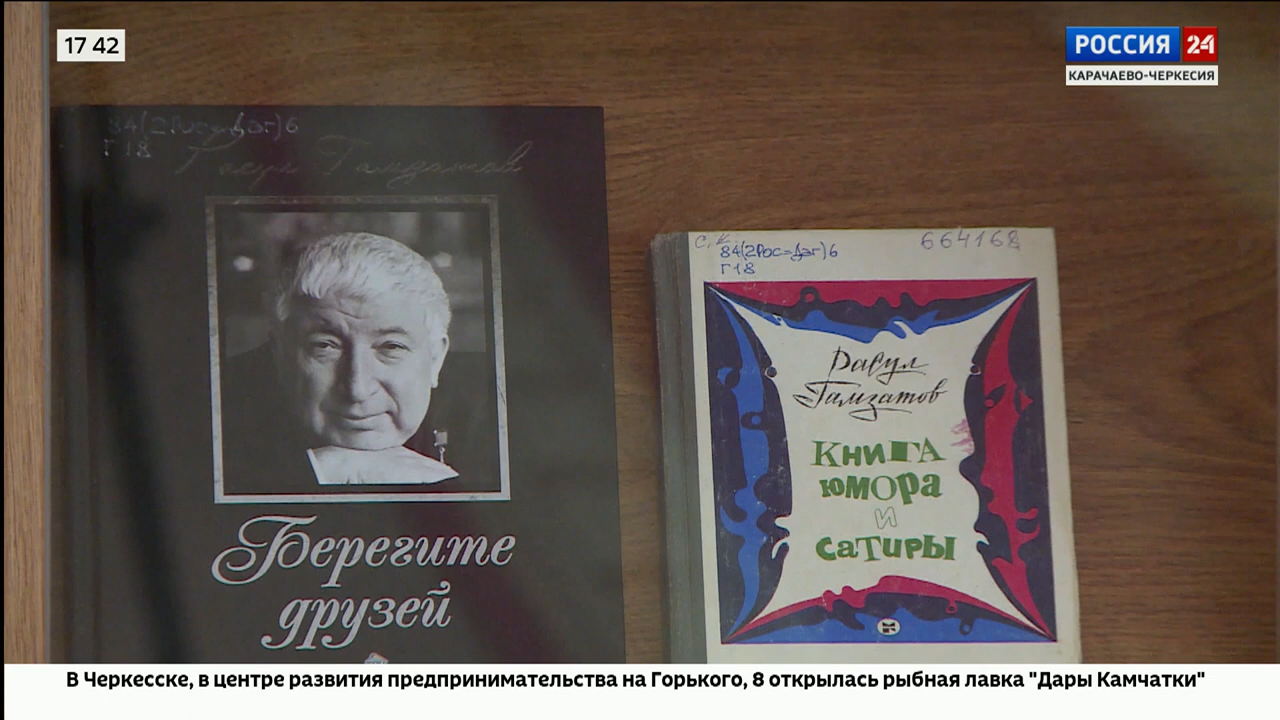 17 42
РОССИЯ 24
КАРАЧАЕВО-ЧЕРКЕСИЯ
84(2Рос=Даг)6
Г18
Расул Гамзатов
Берегите
друзей
С. К.
664168
84(2Рос=Даг)6
Г18
Расул
Гамзатов
КНИГА
ЮМОРА
И
САТИРЫ
В Черкесске, в центре развития предпринимательства на Горького, 8 открылась рыбная лавка "Дары Камчатки"